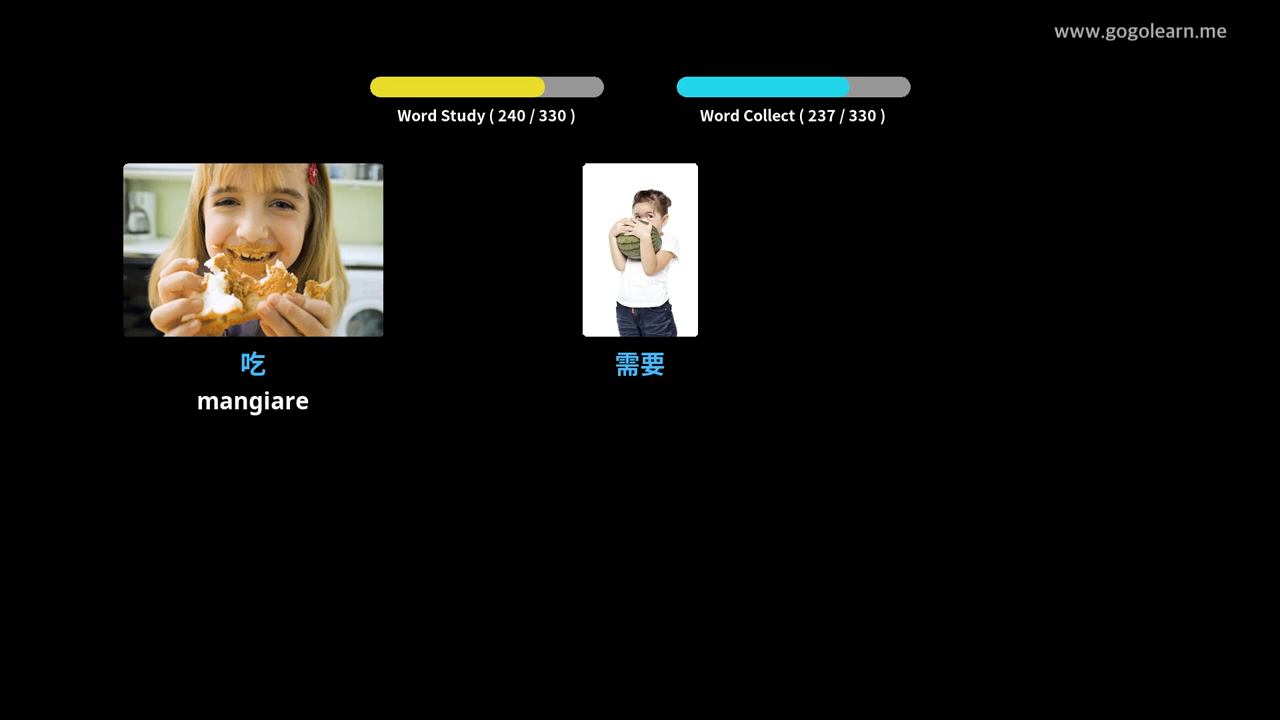 www.gogolearn.me
Word Study ( 240 / 330 )
Word Collect ( 237 / 330 )
吃
mangiare
需要